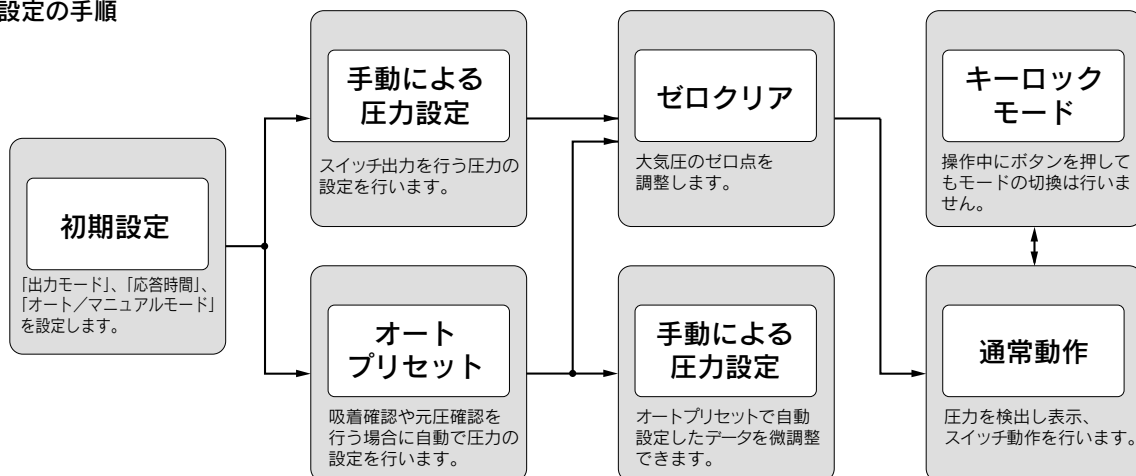 設定の手順
初期設定
「出力モード」、「応答時間」、
「オート／マニュアルモード」
を設定します。
手動による
圧力設定
スイッチ出力を行う圧力の
設定を行います。
オート
プリセット
吸着確認や元圧確認を
行う場合に自動で圧力の
設定を行います。
ゼロクリア
大気圧のゼロ点を
調整します。
手動による
圧力設定
オートプリセットで自動
設定したデータを微調整
できます。
キーロック
モード
操作中にボタンを押して
もモードの切換は行いま
せん。
通常動作
圧力を検出し表示、
スイッチ動作を行います。